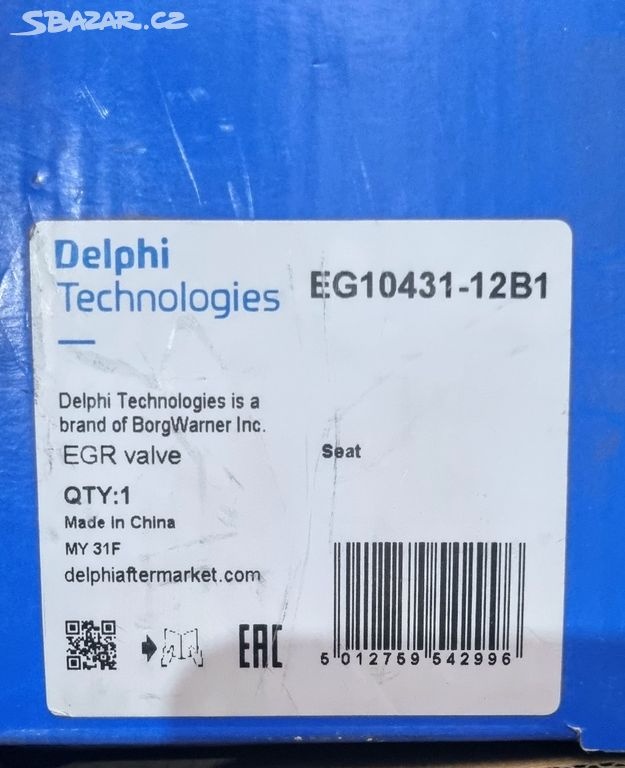 SBAZAR.CZ
Delphi
Technologies
EG10431-12B1
Delphi Technologies is a
brand of BorgWarner Inc.
EGR valve
Seat
QTY:1
Made in China
MY 31F
delphiaftermarket.com
EAC
5 012759 542996